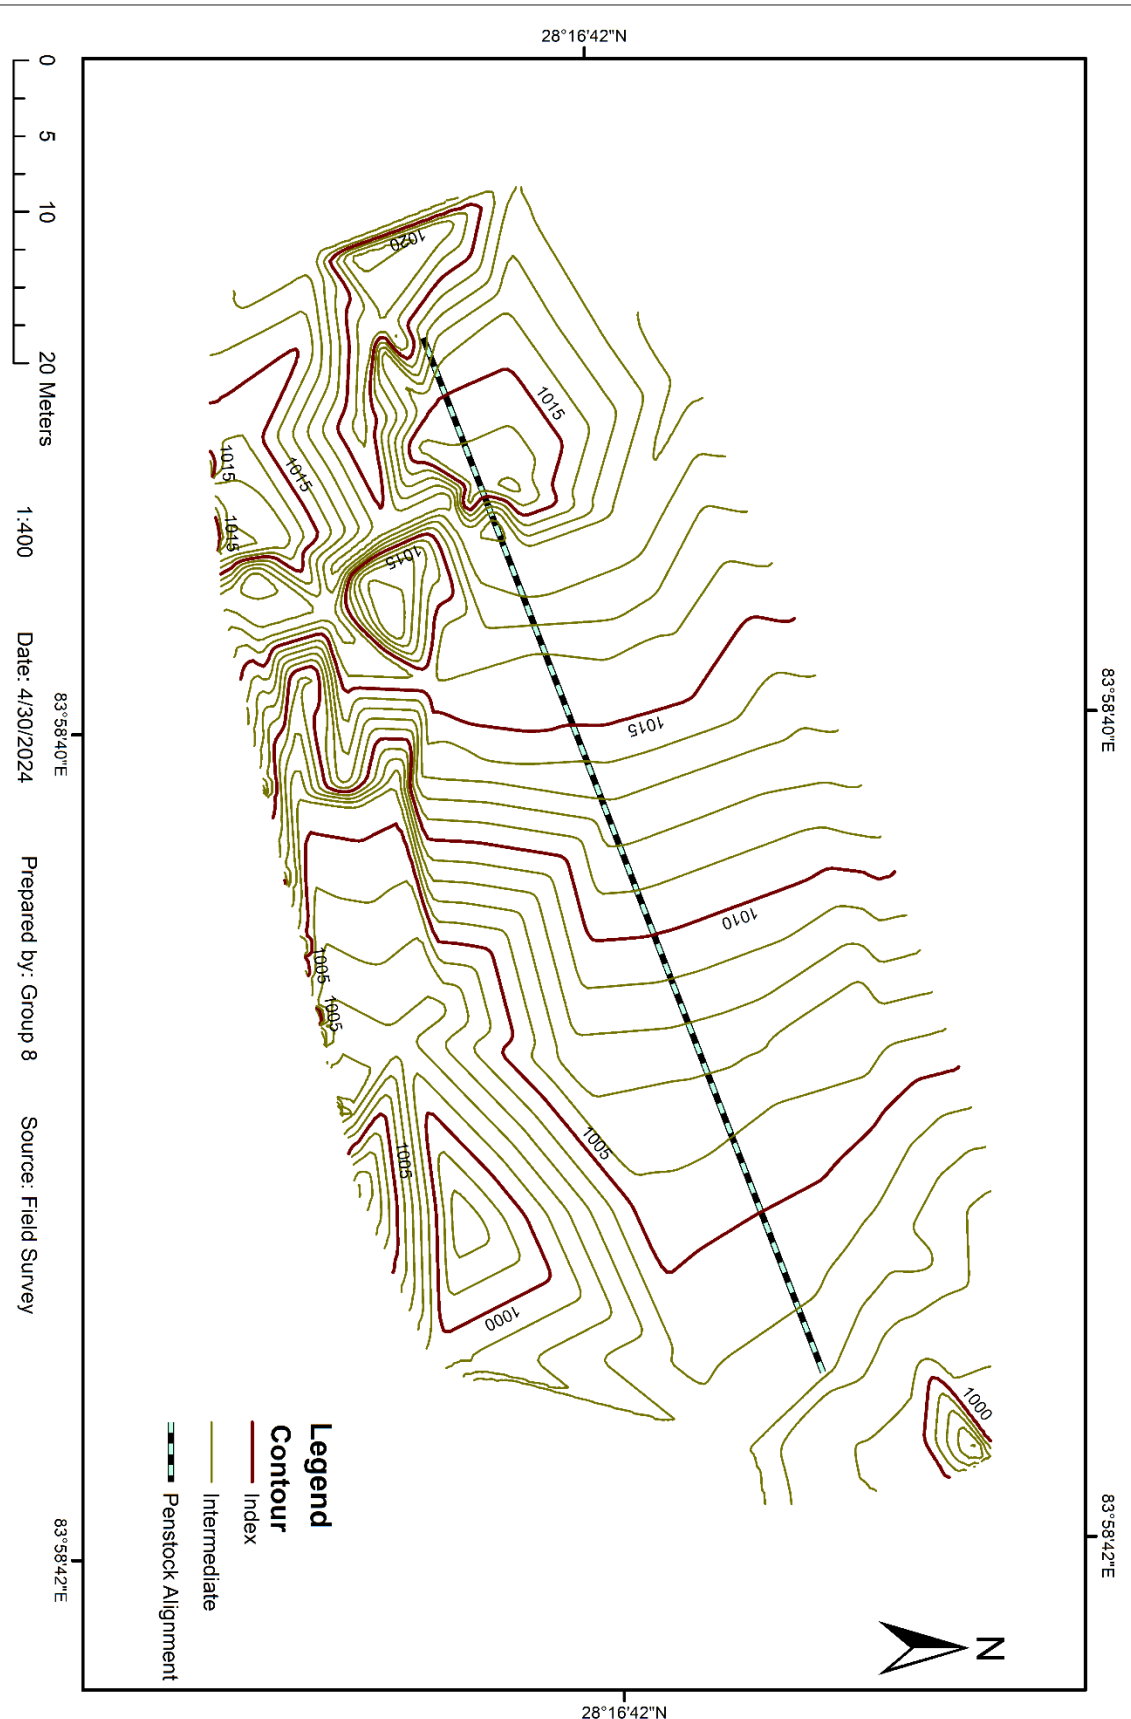 83°58'40"E
83°58'42"E
N
28°16'42"N
28°16'42"N
1020
1015
1015
1015
1015
1015
1015
1010
1005
1005
1005
1005
1000
1000
Legend
Contour
Index
Intermediate
Penstock Alignment
83°58'40"E
83°58'42"E
0 5 10 20 Meters
1:400 Date: 4/30/2024 Prepared by: Group 8 Source: Field Survey